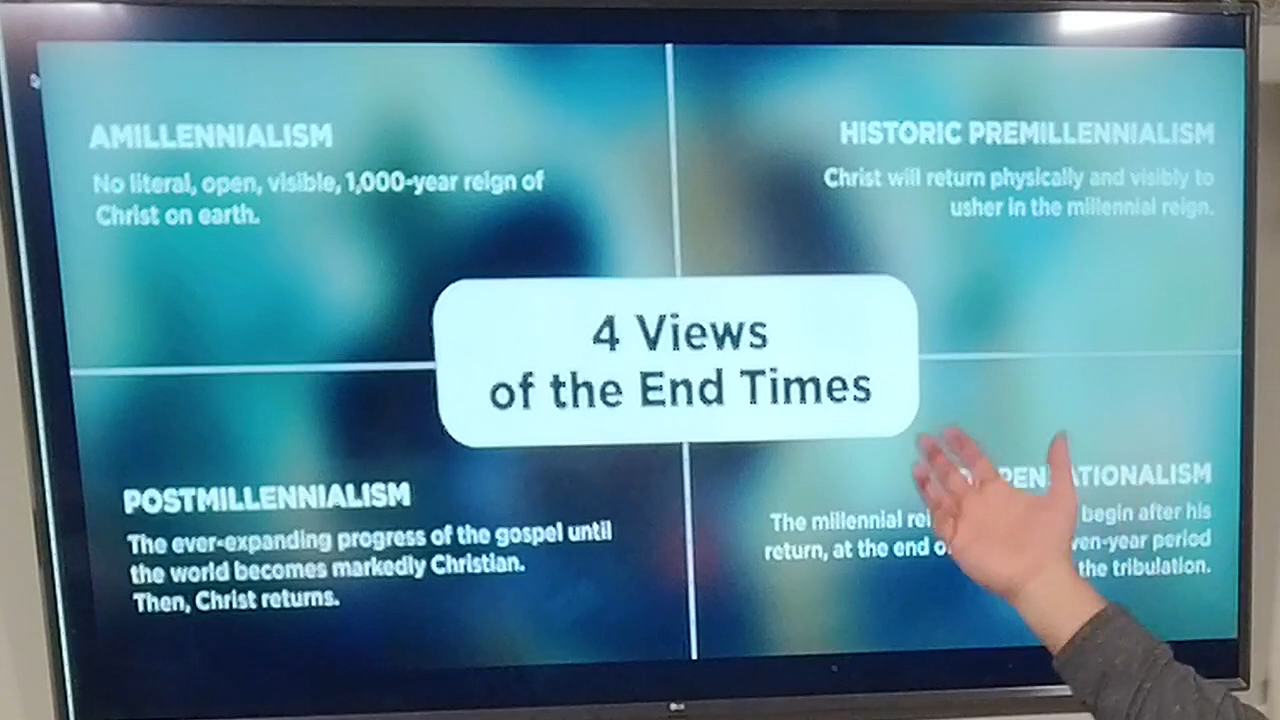 AMILLENNIALISM
No literal, open, visible, 1,000-year reign of
Christ on earth.
HISTORIC PREMILLENNIALISM
Christ will return physically and visibly to
usher in the millennial reign.
4 Views
of the End Times
POSTMILLENNIALISM
The ever-expanding progress of the gospel until
the world becomes markedly Christian.
Then, Christ returns.
The millennial begin after his
return, at the end period
the tribulation.
LG